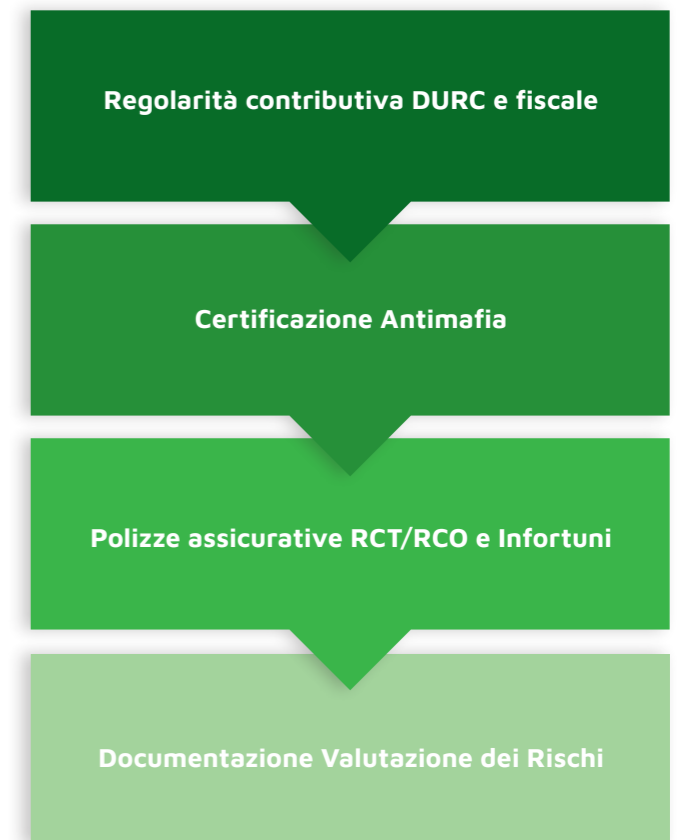 Regolarità contributiva DURC e fiscale
Certificazione Antimafia
Polizze assicurative RCT/RCO e Infortuni
Documentazione Valutazione dei Rischi